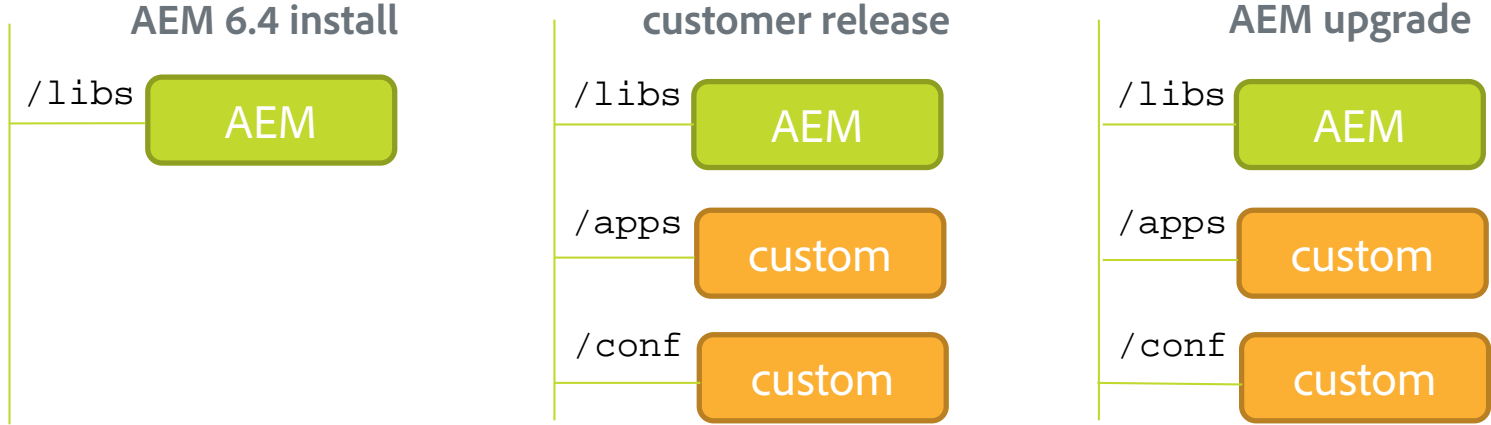 AEM 6.4 install
/libs
AEM
customer release
/libs
AEM
/apps
custom
/conf
custom
AEM upgrade
/libs
AEM
/apps
custom
/conf
custom